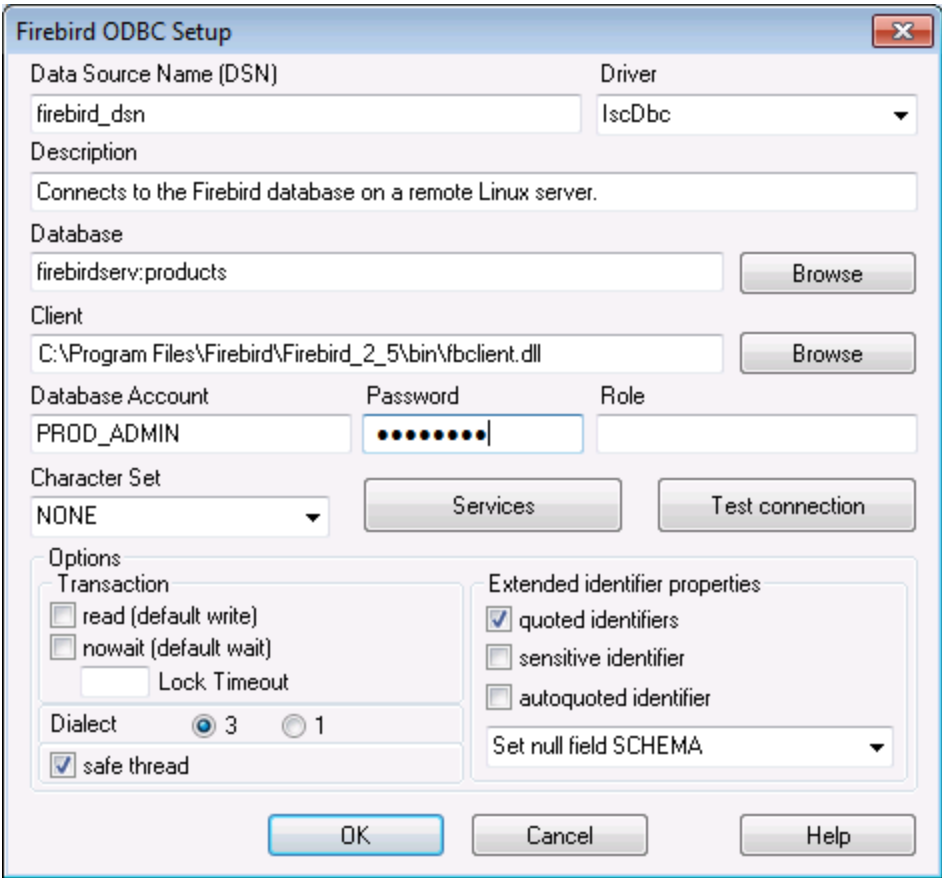 Firebird ODBC Setup
Data Source Name (DSN) Driver
firebird_dsn IscDbc
Description
Connects to the Firebird database on a remote Linux server.
Database
firebirdserv:products Browse
Client
C:\Program Files\Firebird\Firebird_2_5\bin\fbclient.dll Browse
Database Account Password Role
PROD_ADMIN ●●●●●●●●
Character Set
NONE Services Test connection
Options
Transaction Extended identifier properties
read (default write) quoted identifiers
nowait (default wait) sensitive identifier
Lock Timeout autoquoted identifier
Dialect 3 1
Set null field SCHEMA
safe thread
OK Cancel Help